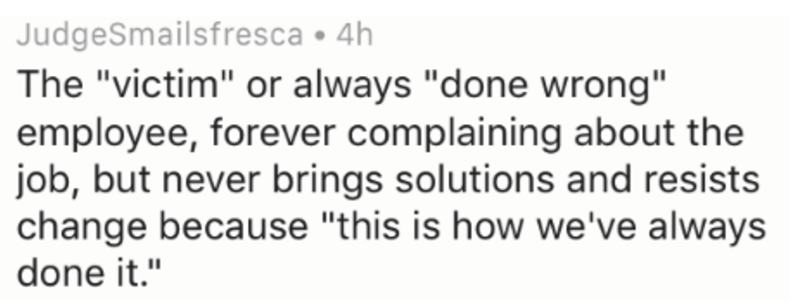 JudgeSmailsfresca • 4h
The "victim" or always "done wrong"
employee, forever complaining about the
job, but never brings solutions and resists
change because "this is how we've always
done it."